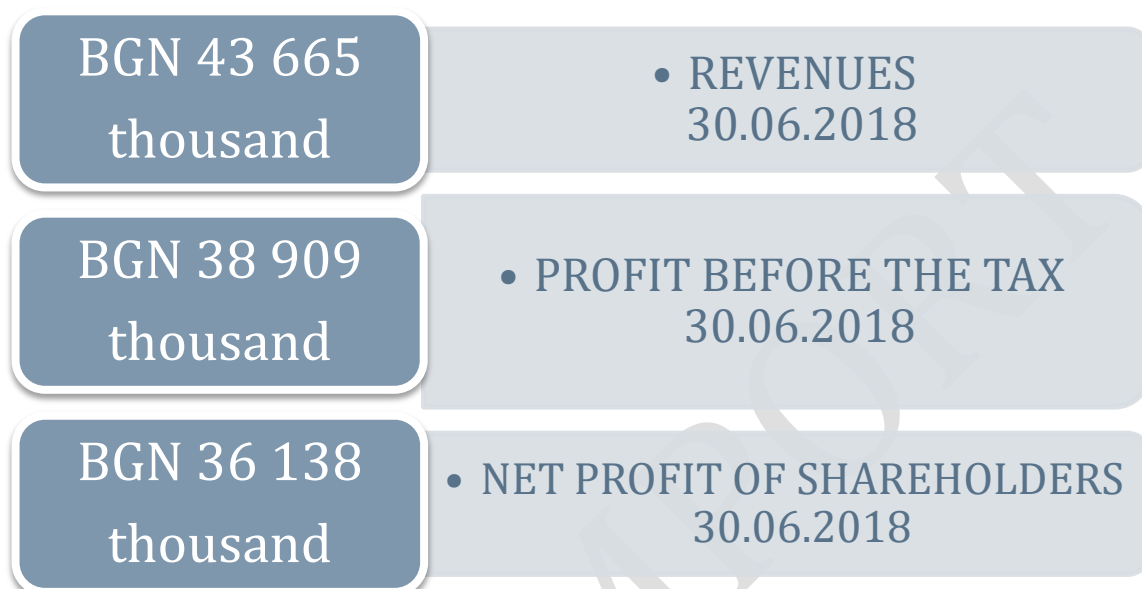 BGN 43 665
thousand
• REVENUES
30.06.2018
BGN 38 909
thousand
• PROFIT BEFORE THE TAX
30.06.2018
BGN 36 138
thousand
• NET PROFIT OF SHAREHOLDERS
30.06.2018